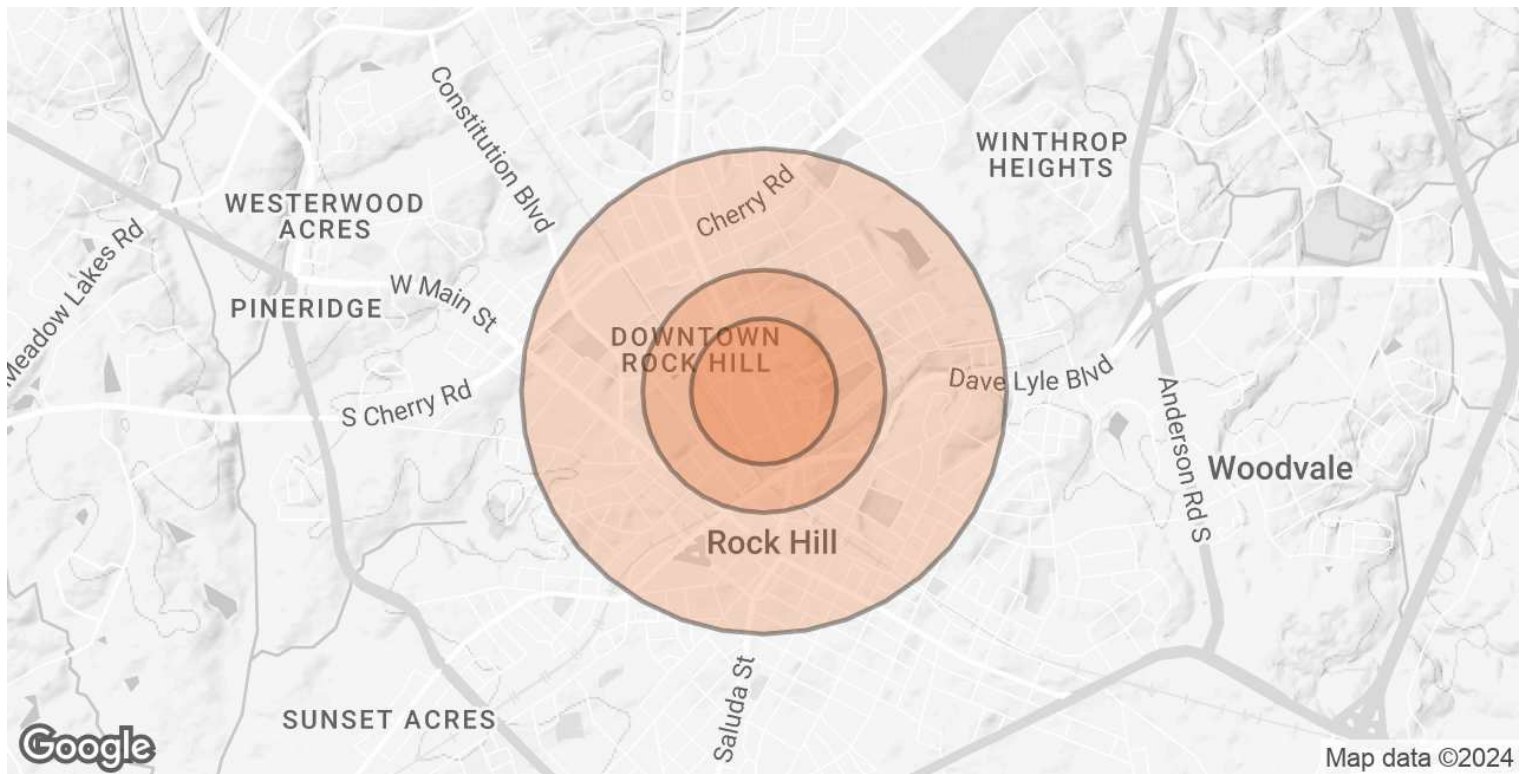 Constitution Blvd
WINTHROP
HEIGHTS
Cherry Rd
WESTERWOOD
ACRES
Meadow Lakes Rd
W Main St
PINERIDGE
DOWNTOWN
ROCK HILL
S Cherry Rd
Dave Lyle Blvd
Anderson Rd S
Woodvale
Rock Hill
Saluda St
SUNSET ACRES
Google
Map data ©2024